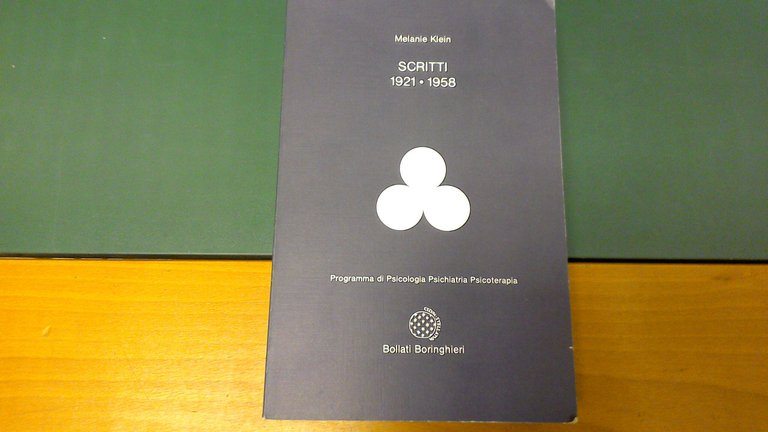 Melanie Klein
SCRITTI
1921 • 1958
Programma di Psicologia Psichiatria Psicoterapia
Bollati Boringhieri